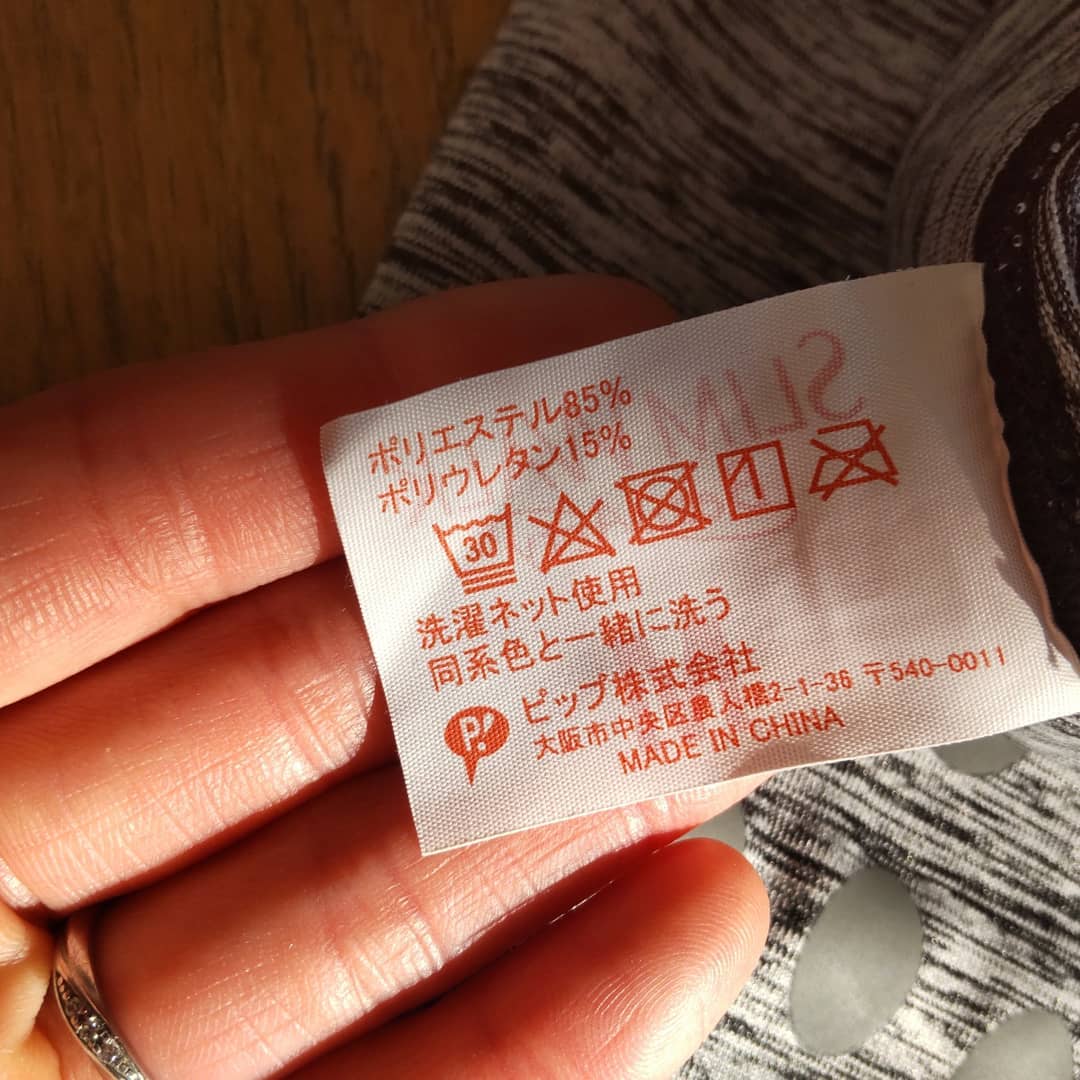 ポリエステル85%
ポリウレタン15%
30
洗濯ネット使用
同系色と一緒に洗う
P!
ピップ株式会社
大阪市中央区農人橋2-1-36 〒540-0011
MADE IN CHINA
SLIM